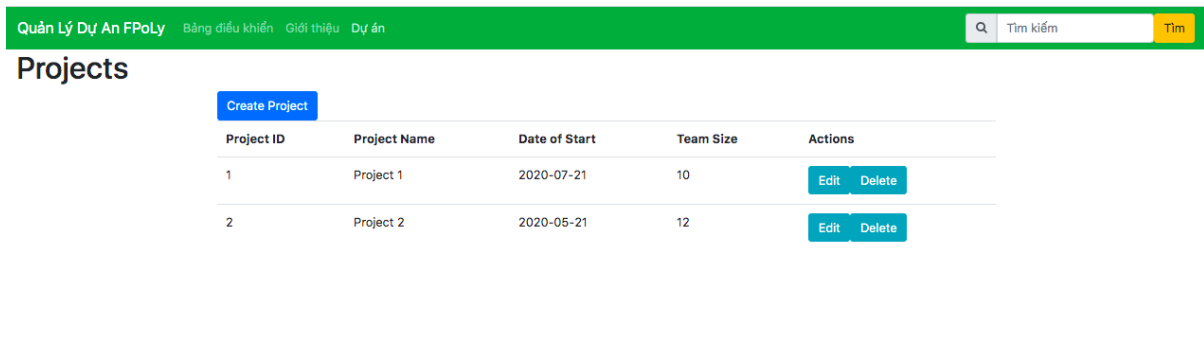 Quản Lý Dự An FPoLy Bảng điều khiển Giới thiệu Dự án Tìm kiếm Tìm
Projects
Create Project
Project ID Project Name Date of Start Team Size Actions
1 Project 1 2020-07-21 10 Edit Delete
2 Project 2 2020-05-21 12 Edit Delete